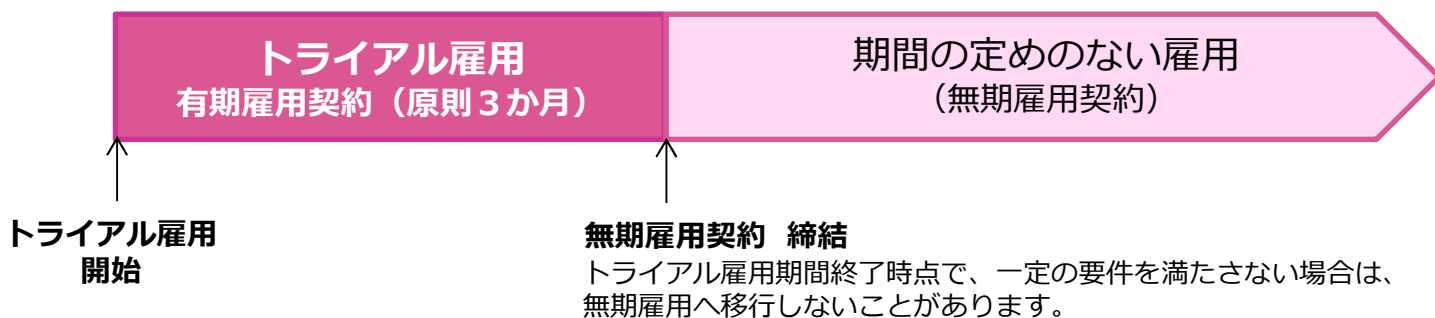 トライアル雇用
有期雇用契約（原則３か月）
期間の定めのない雇用
（無期雇用契約）
トライアル雇用
開始
無期雇用契約 締結
トライアル雇用期間終了時点で、一定の要件を満たさない場合は、
無期雇用へ移行しないことがあります。